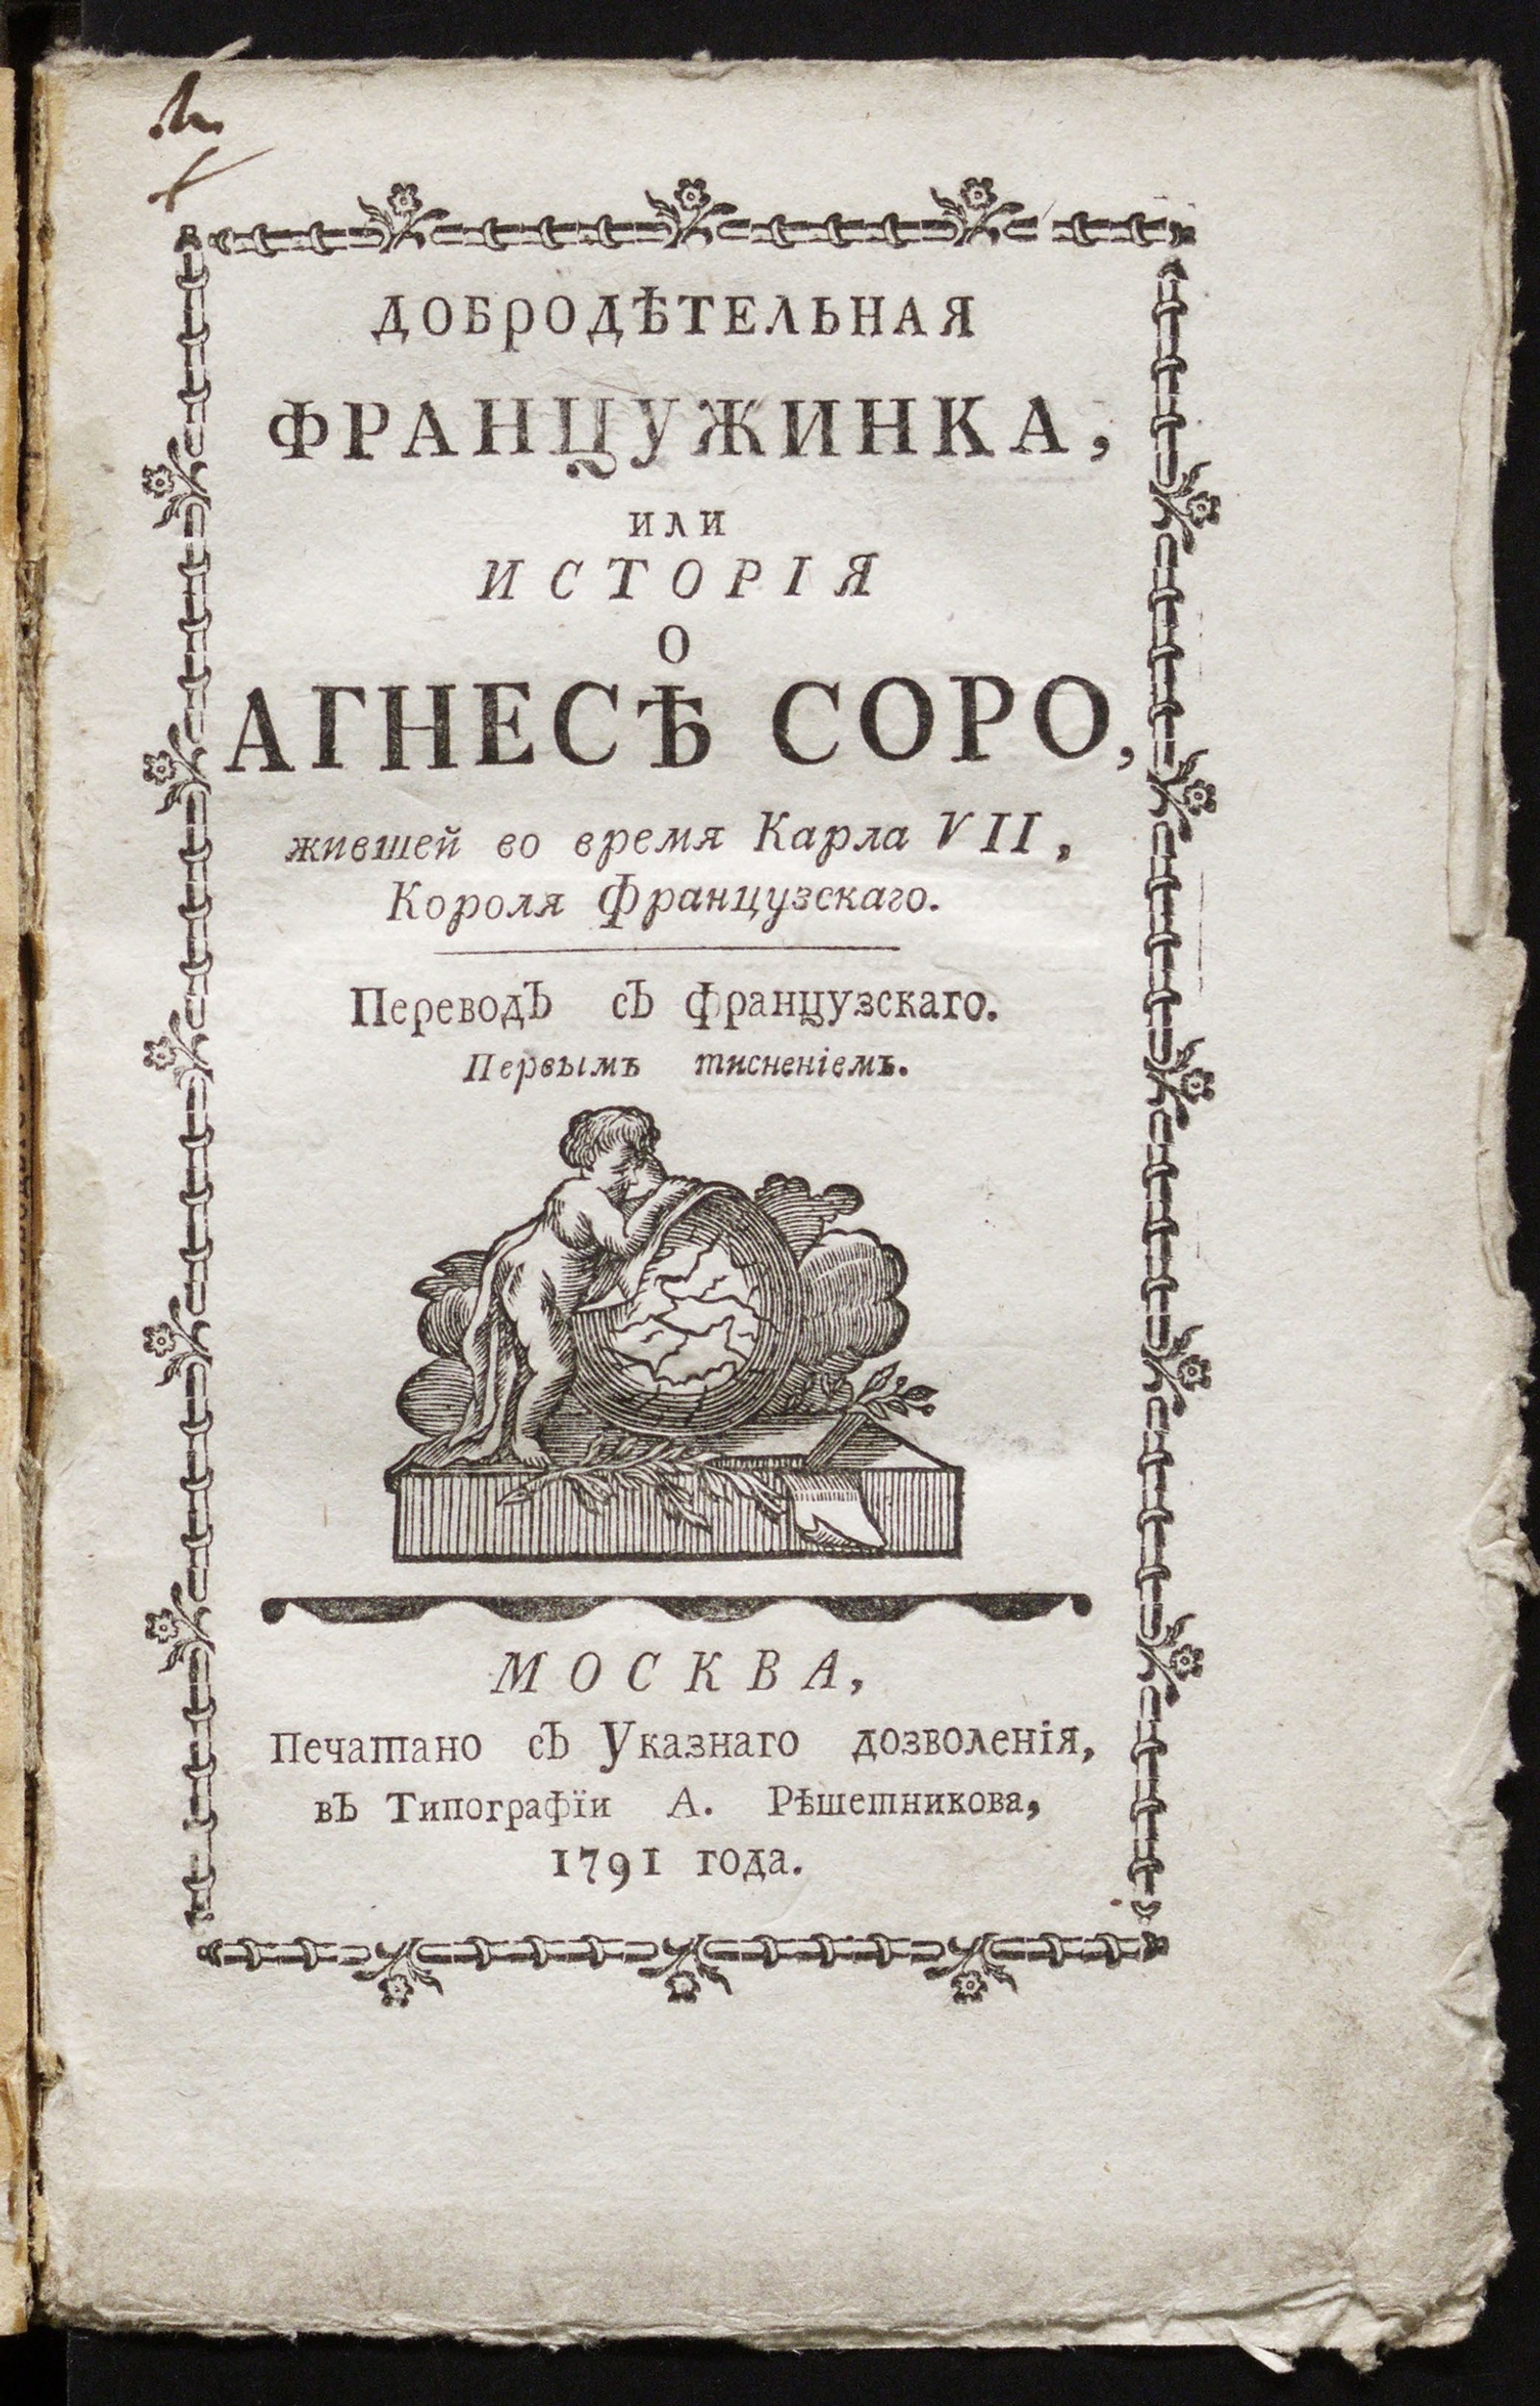 ДОБРОДѢТЕЛЬНАЯ
ФРАНЦУЖИНКА,
ИЛИ
ИСТОРІЯ
О
АГНЕСѢ СОРО,
жившей во время Карла VII,
Короля Французскаго.
Переводъ съ французскаго.
Первымъ тисненіемъ.
МОСКВА,
Печатано съ Указнаго дозволенія,
въ Типографїи А. Рѣшетникова,
1791 года.